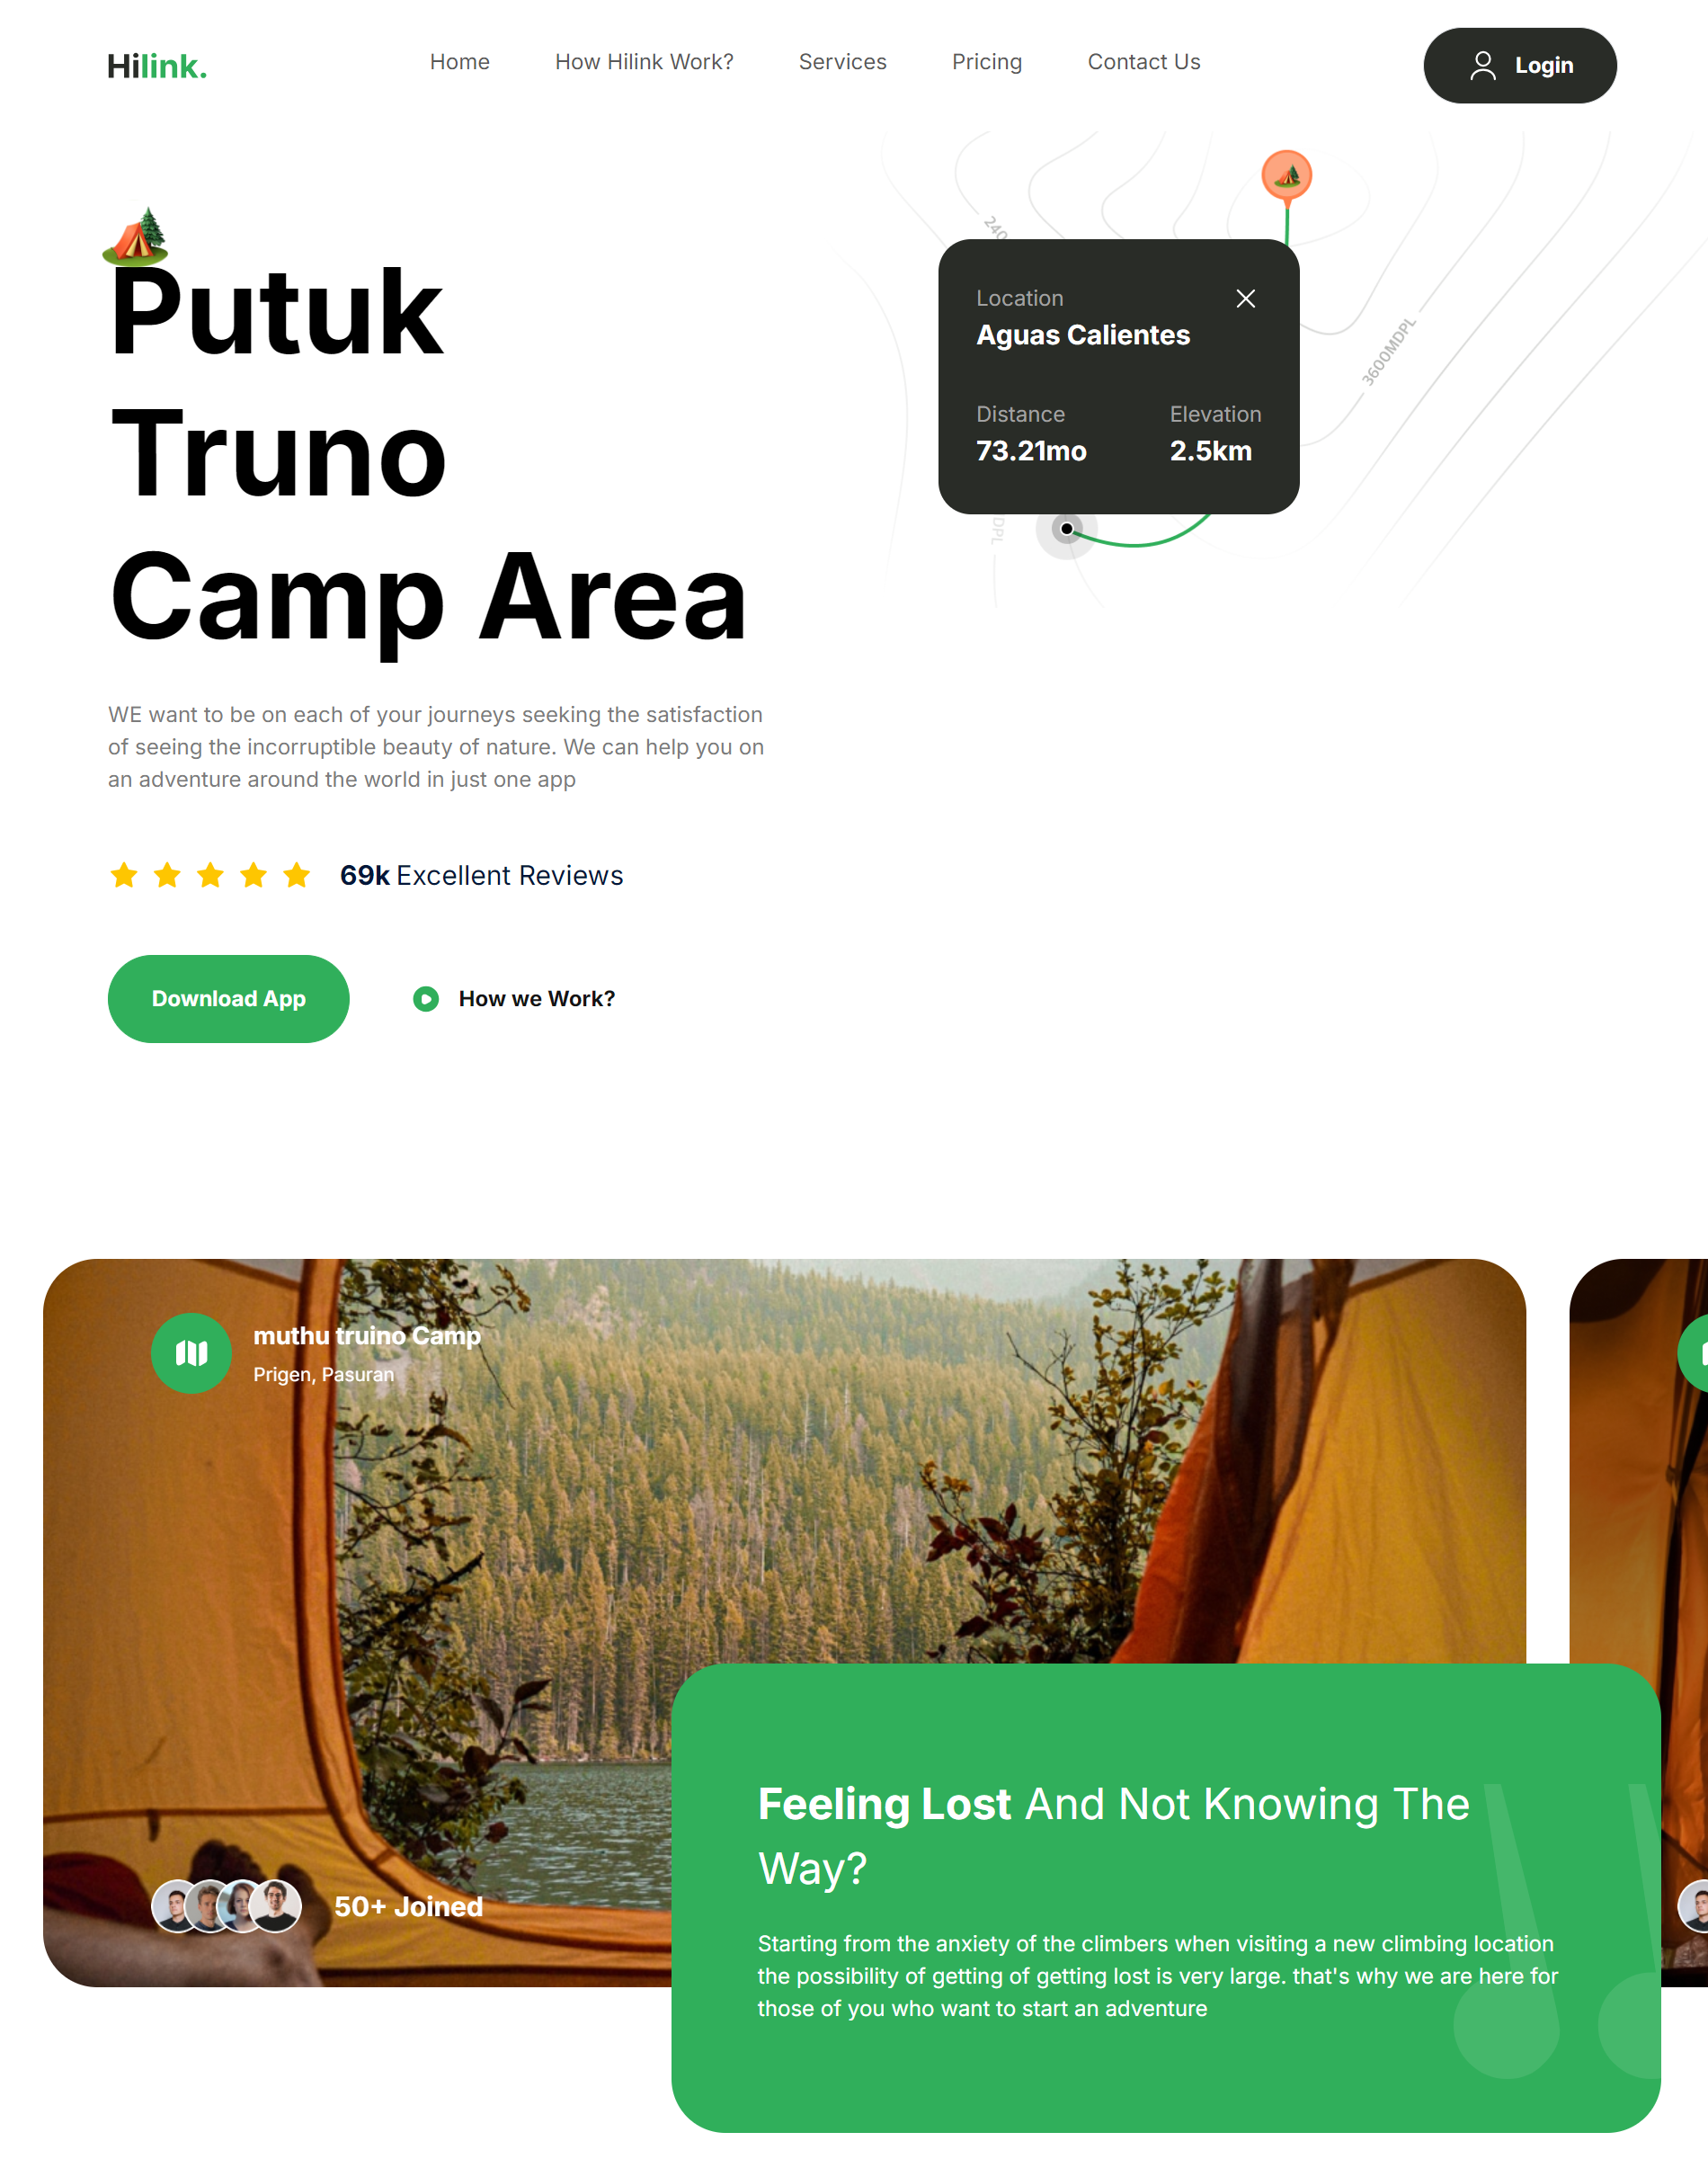 Hilink.
Home
How Hilink Work?
Services
Pricing
Contact Us
Login
Putuk
Truno
Camp Area
WE want to be on each of your journeys seeking the satisfaction
of seeing the incorruptible beauty of nature. We can help you on
an adventure around the world in just one app
69k Excellent Reviews
Download App
How we Work?
240
Location
Aguas Calientes
Distance
73.21mo
Elevation
2.5km
3600MDPL
DPL
muthu truino Camp
Prigen, Pasuran
50+ Joined
Feeling Lost And Not Knowing The
Way?
Starting from the anxiety of the climbers when visiting a new climbing location
the possibility of getting of getting lost is very large. that's why we are here for
those of you who want to start an adventure